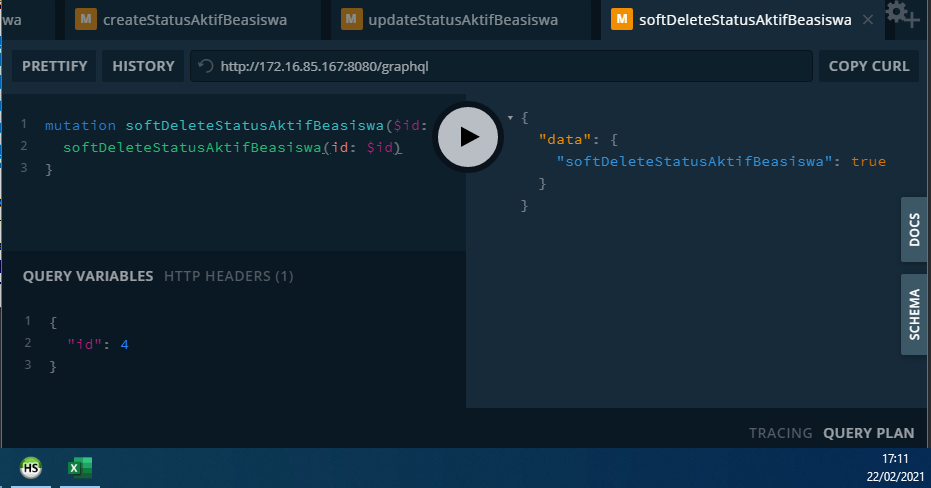 wa
M createStatusAktifBeasiswa
M updateStatusAktifBeasiswa
M softDeleteStatusAktifBeasiswa ×
PRETTIFY
HISTORY
http://172.16.85.167:8080/graphql
COPY CURL
1 mutation softDeleteStatusAktifBeasiswa($id:
2 softDeleteStatusAktifBeasiswa(id: $id)
3 }
{
"data": {
"softDeleteStatusAktifBeasiswa": true
}
}
DOCS
SCHEMA
QUERY VARIABLES HTTP HEADERS (1)
1 {
2 "id": 4
3 }
TRACING QUERY PLAN
HS
X
17:11
22/02/2021